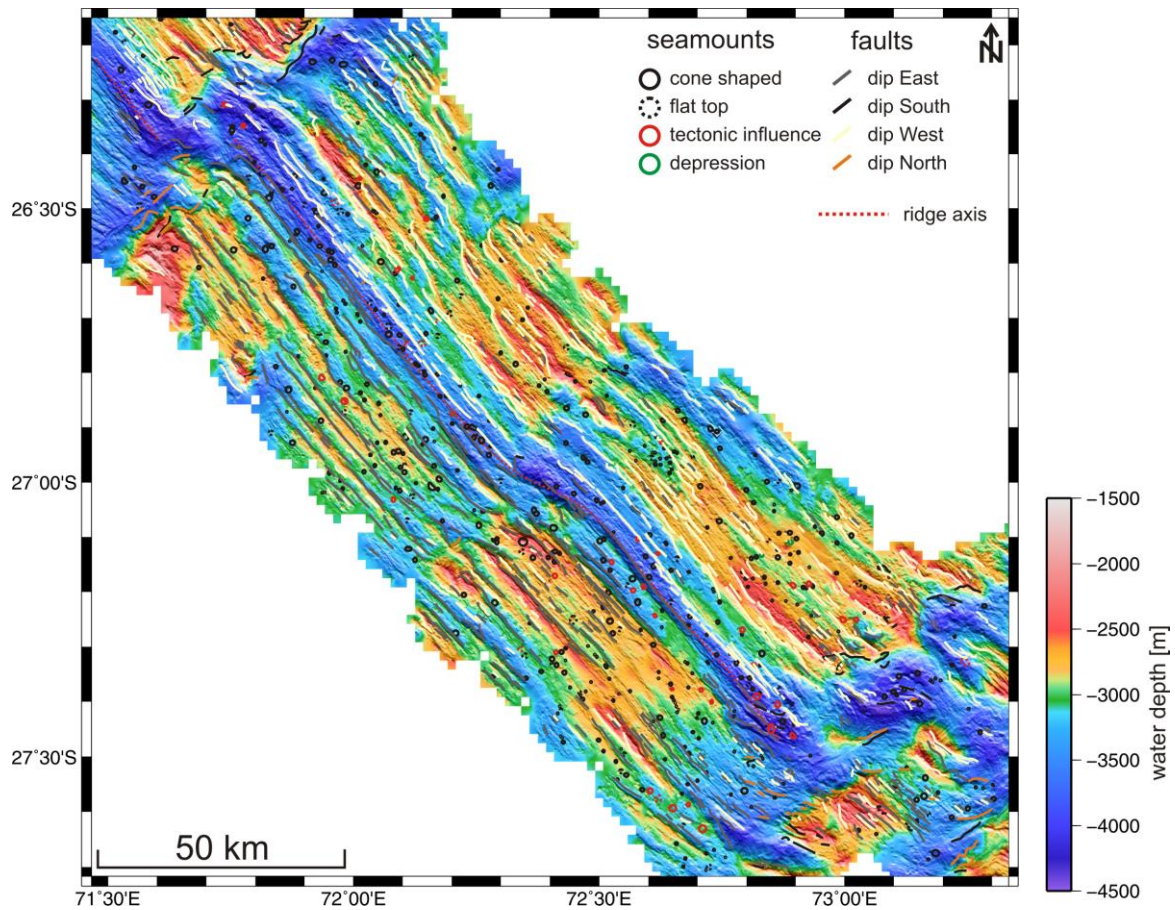 seamounts
cone shaped
flat top
tectonic influence
depression
faults
dip East
dip South
dip West
dip North
ridge axis
N
26°30'S
27°00'S
27°30'S
50 km
71°30'E
72°00'E
72°30'E
73°00'E
-1500
-2000
-2500
-3000
-3500
-4000
-4500
water depth [m]